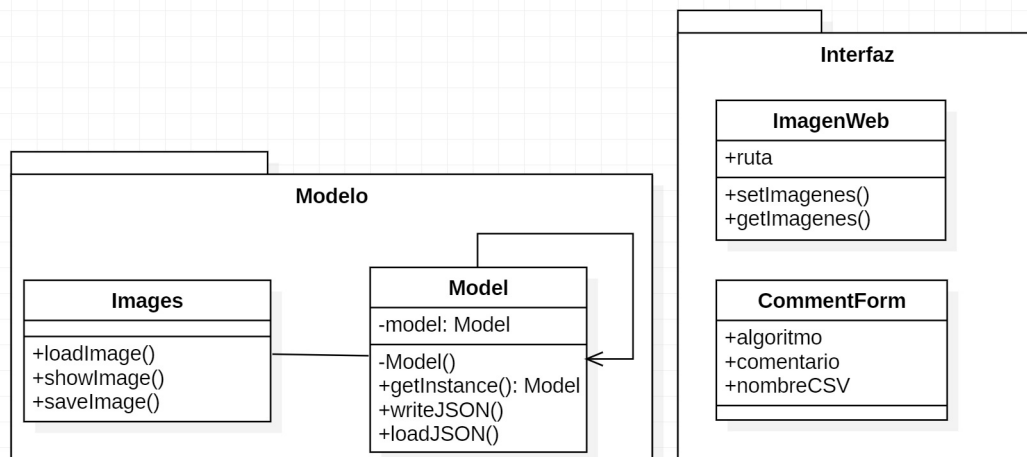 Modelo
Images
+loadImage()
+showImage()
+saveImage()
Model
-model: Model
-Model()
+getInstance(): Model
+writeJSON()
+loadJSON()
Interfaz
ImagenWeb
+ruta
+setImagenes()
+getImagenes()
CommentForm
+algoritmo
+comentario
+nombreCSV